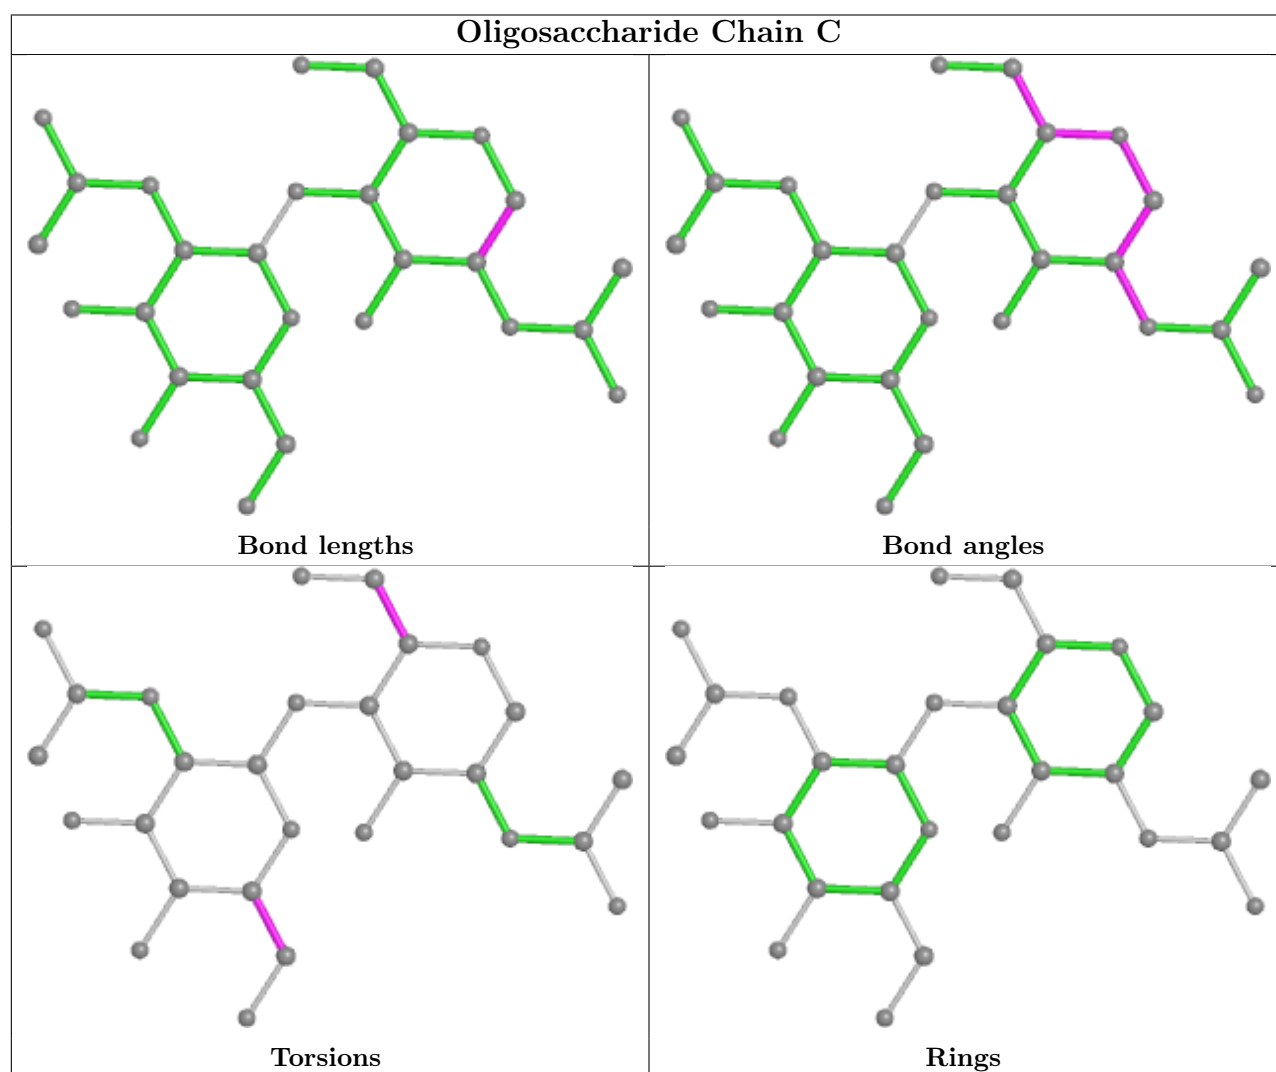 Oligosaccharide Chain C
Bond lengths
Bond angles
Torsions
Rings